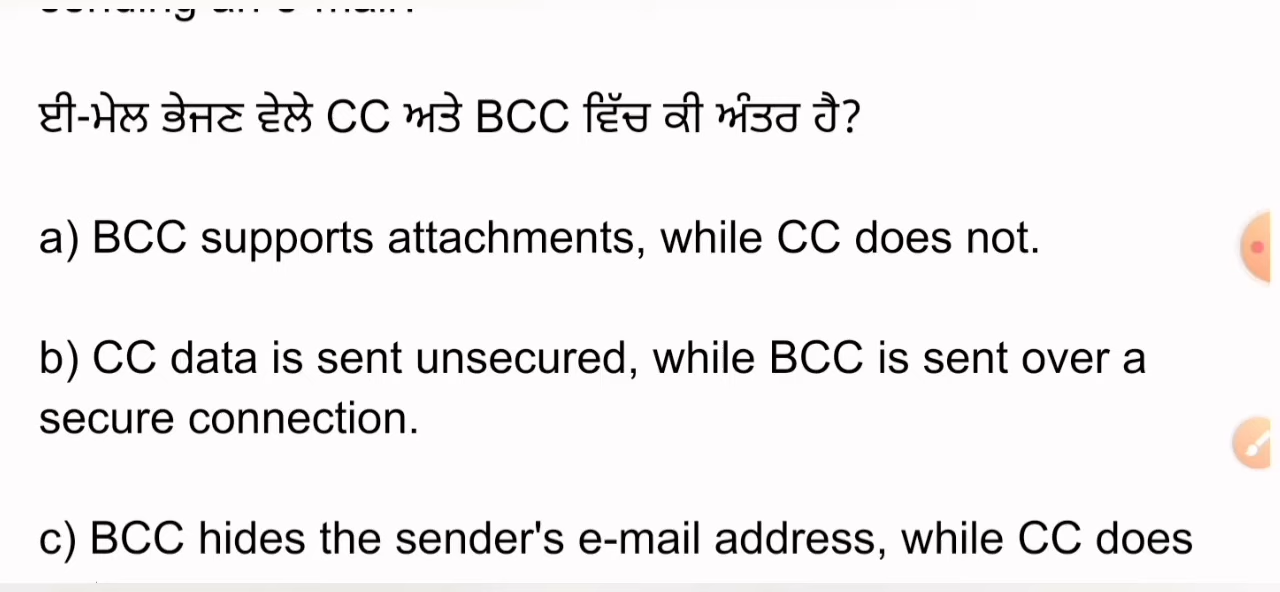 ਈ-ਮੇਲ ਭੇਜਣ ਵੇਲੇ CC ਅਤੇ BCC ਵਿੱਚ ਕੀ ਅੰਤਰ ਹੈ?
a) BCC supports attachments, while CC does not.
b) CC data is sent unsecured, while BCC is sent over a
secure connection.
c) BCC hides the sender's e-mail address, while CC does